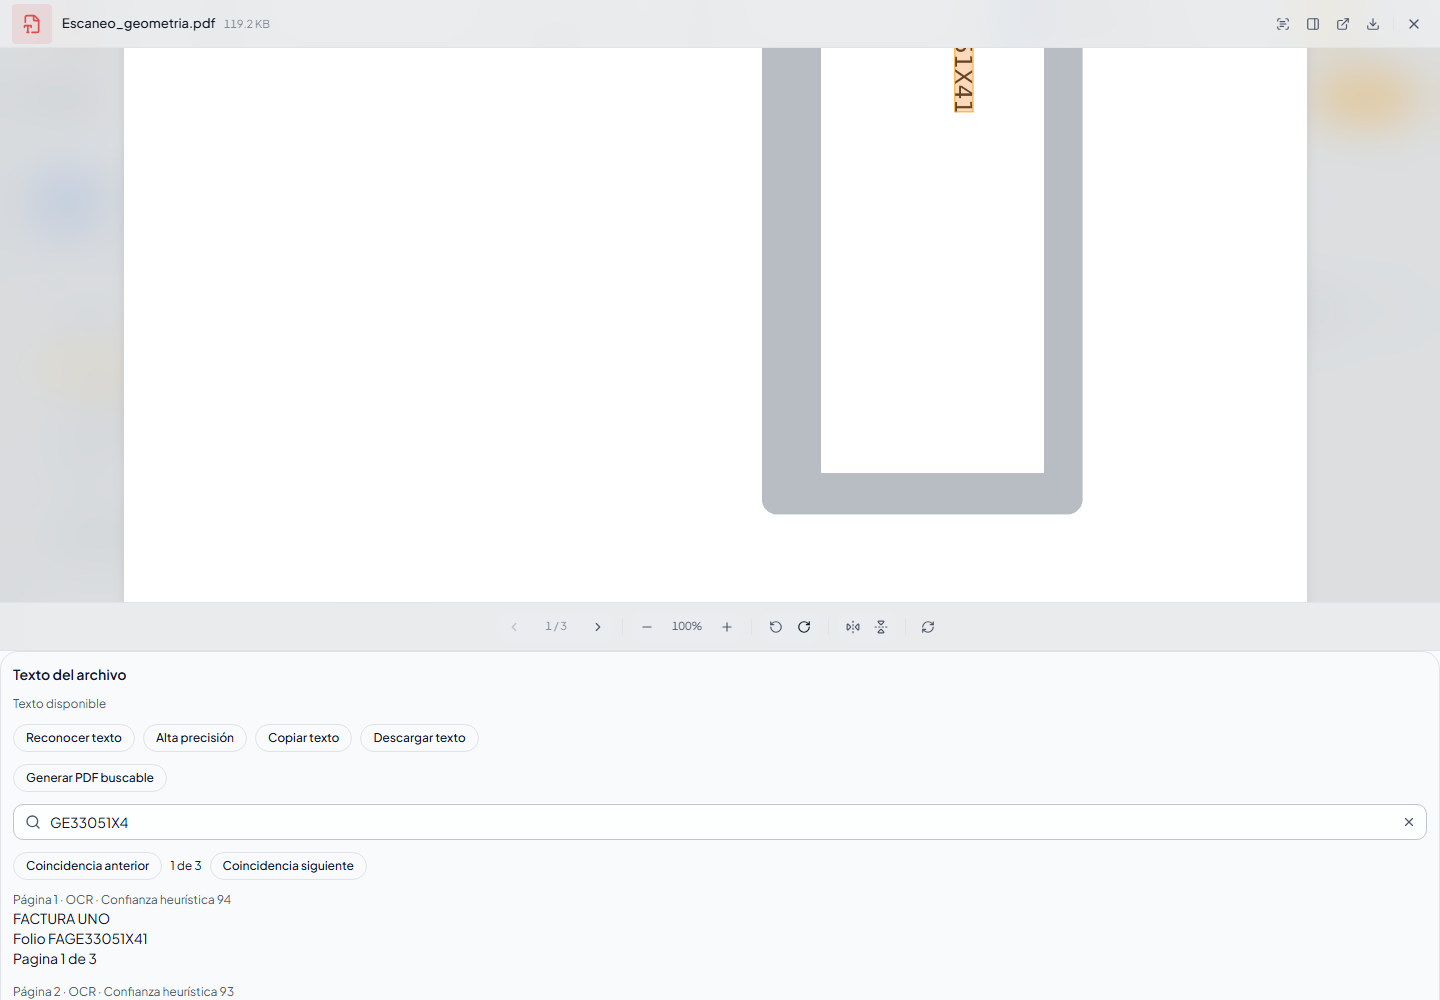 Escaneo_geometria.pdf 119.2 KB
1X41
1 / 3
100%
Texto del archivo
Texto disponible
Reconocer texto
Alta precisión
Copiar texto
Descargar texto
Generar PDF buscable
GE33051X4
Coincidencia anterior
1 de 3
Coincidencia siguiente
Página 1 · OCR · Confianza heurística 94
FACTURA UNO
Folio FAGE33051X41
Pagina 1 de 3
Página 2 · OCR · Confianza heurística 93